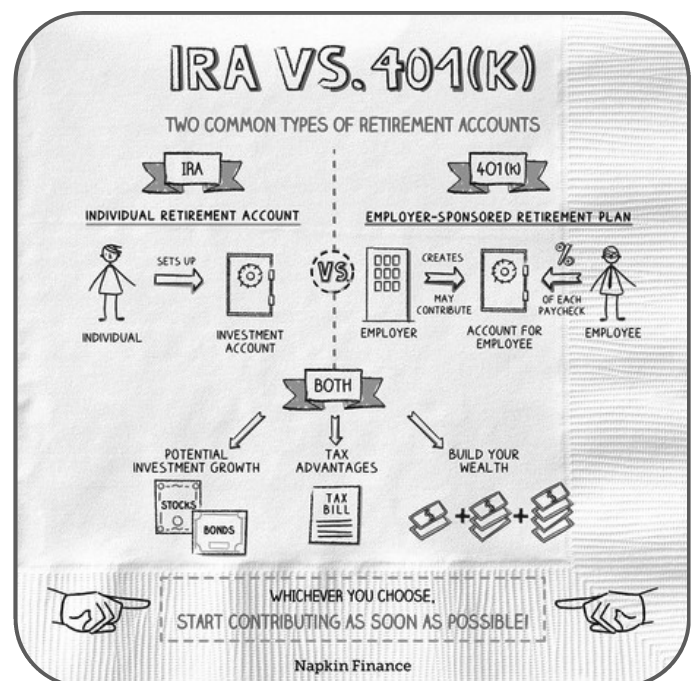 IRA VS. 401(K)
TWO COMMON TYPES OF RETIREMENT ACCOUNTS
IRA
INDIVIDUAL RETIREMENT ACCOUNT
SETS UP
INDIVIDUAL
INVESTMENT
ACCOUNT
VS.
401(K)
EMPLOYER-SPONSORED RETIREMENT PLAN
EMPLOYER
CREATES
MAY
CONTRIBUTE
ACCOUNT FOR
EMPLOYEE
%
OF EACH
PAYCHECK
EMPLOYEE
BOTH
POTENTIAL
INVESTMENT GROWTH
STOCKS
BONDS
TAX
ADVANTAGES
TAX
BILL
BUILD YOUR
WEALTH
$ + $ + $
WHICHEVER YOU CHOOSE,
START CONTRIBUTING AS SOON AS POSSIBLE!
Napkin Finance